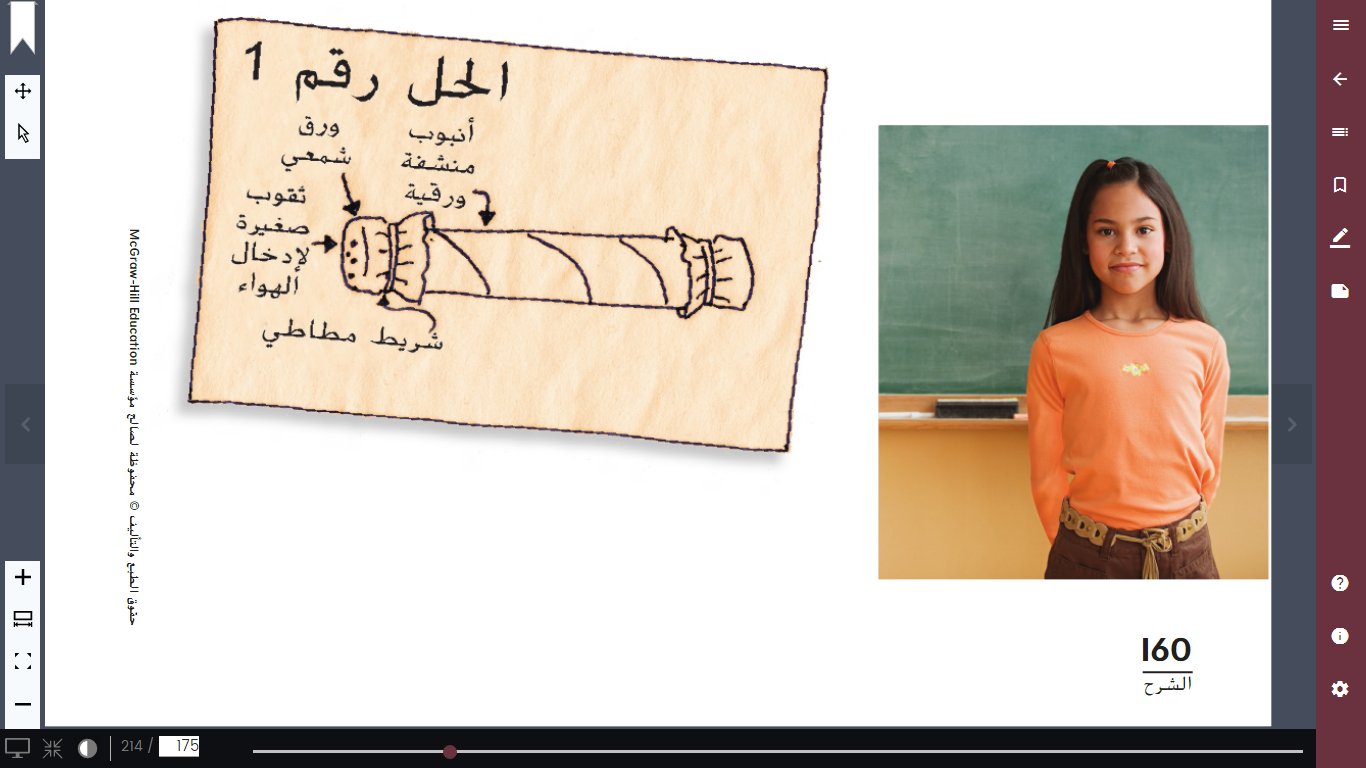 الحل رقم 1
أنبوب
منشفة
ورقية
ورق
شمعي
ثقوب
صغيرة
لإدخال
ألهواء
شريط مطاطي
حقوق الطبع والتأليف © محفوظة لصالح مؤسسة McGraw-Hill Education
160
الشرح
214 / 175